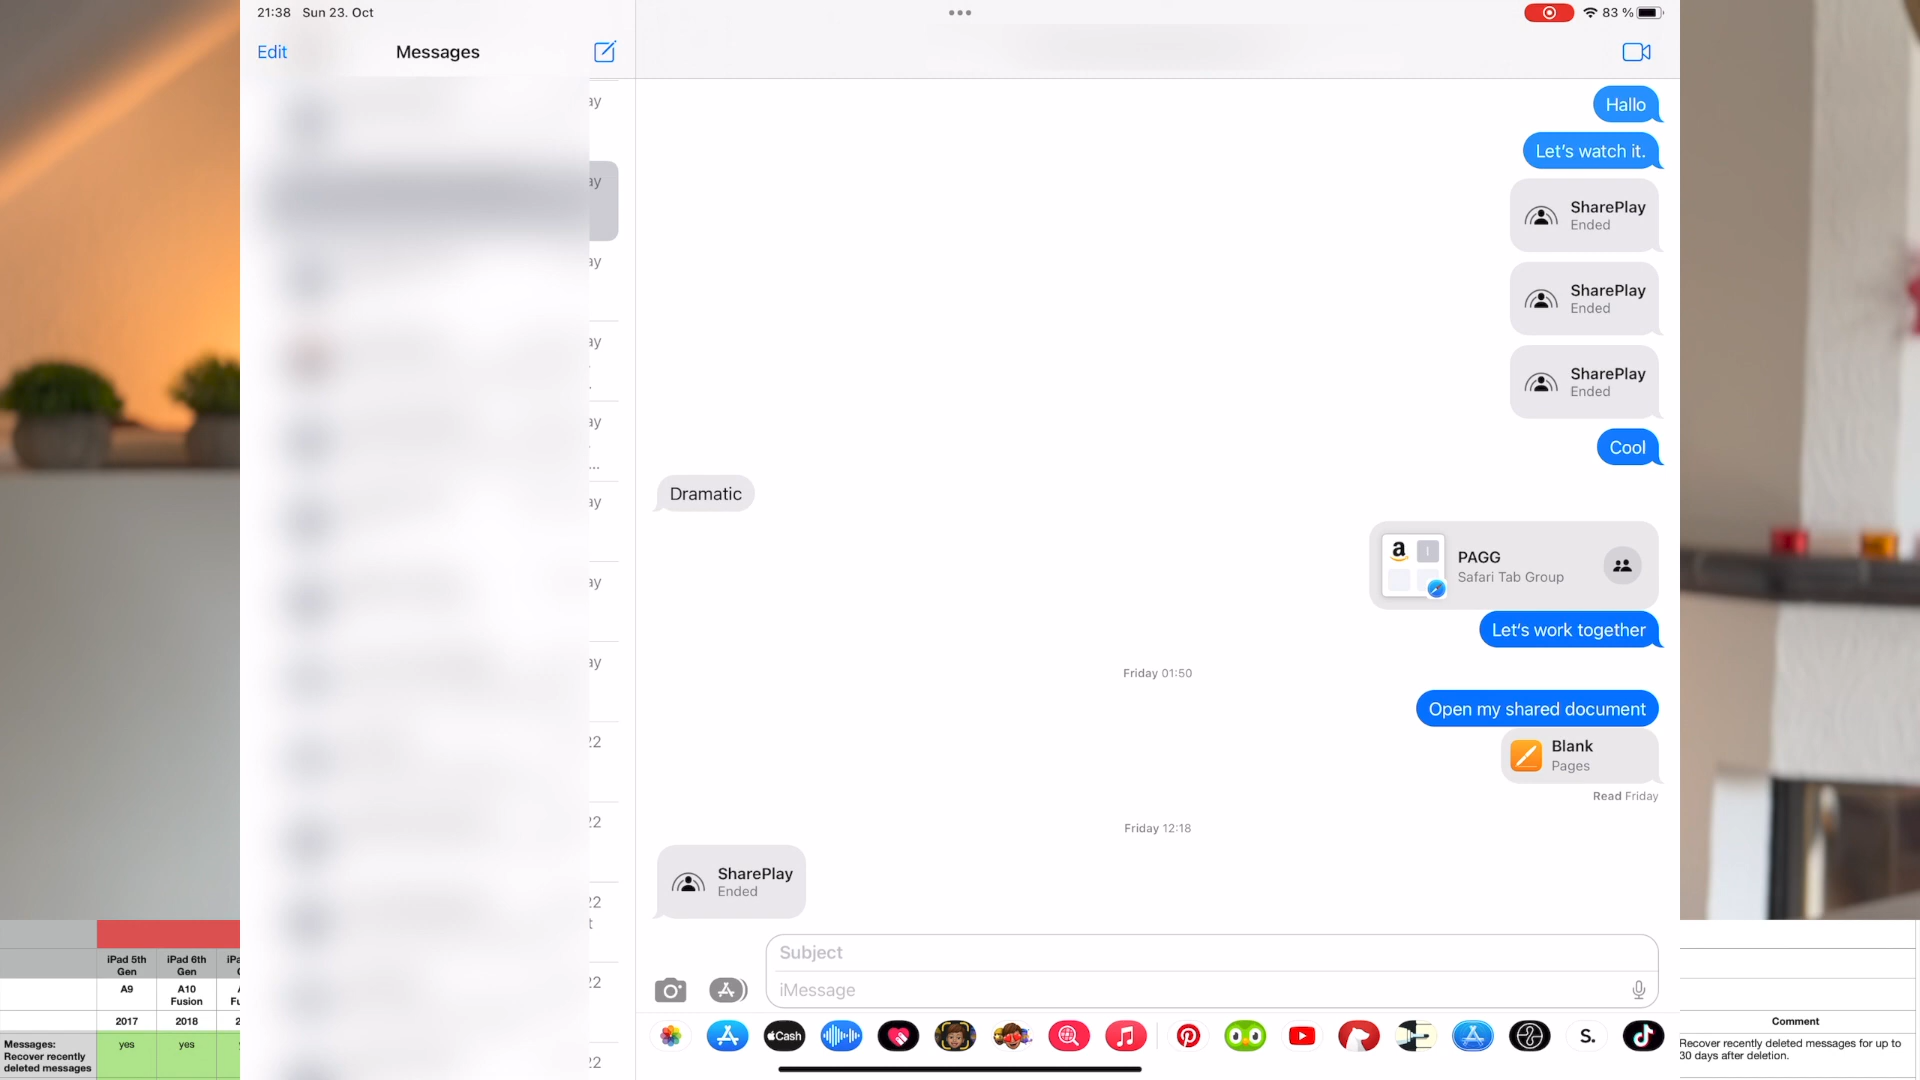 21:38 Sun 23. Oct
83 %
Edit
Messages
Hallo
Let's watch it.
SharePlay
Ended
SharePlay
Ended
SharePlay
Ended
Cool
Dramatic
PAGG
Safari Tab Group
Let's work together
Friday 01:50
Open my shared document
Blank
Pages
Read Friday
Friday 12:18
SharePlay
Ended
Subject
iMessage
Cash
S.
iPad 5th
Gen
iPad 6th
Gen
A9
A10
Fusion
2017
2018
Messages:
Recover recently
deleted messages
yes
yes
Comment
Recover recently deleted messages for up to
30 days after deletion.